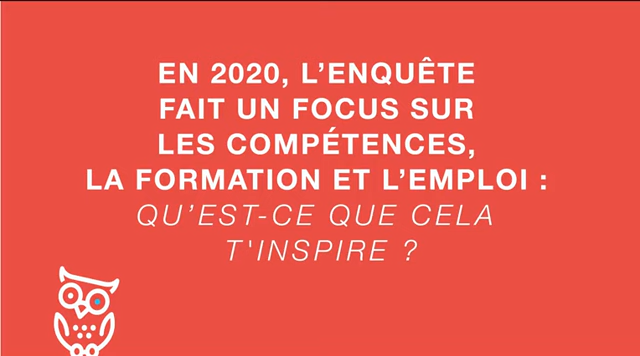 EN 2020, L’ENQUÊTE
FAIT UN FOCUS SUR
LES COMPÉTENCES,
LA FORMATION ET L’EMPLOI :
QU’EST-CE QUE CELA
T'INSPIRE ?